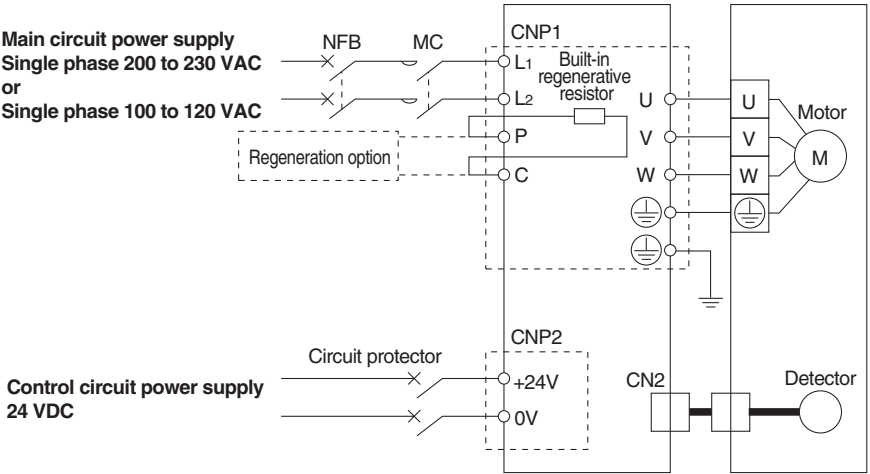 Main circuit power supply
Single phase 200 to 230 VAC
or
Single phase 100 to 120 VAC
NFB
MC
CNP1
L1
L2
P
C
Built-in
regenerative
resistor
Regeneration option
U
V
W
U
V
W
Motor
M
CNP2
Circuit protector
Control circuit power supply
24 VDC
+24V
0V
CN2
Detector